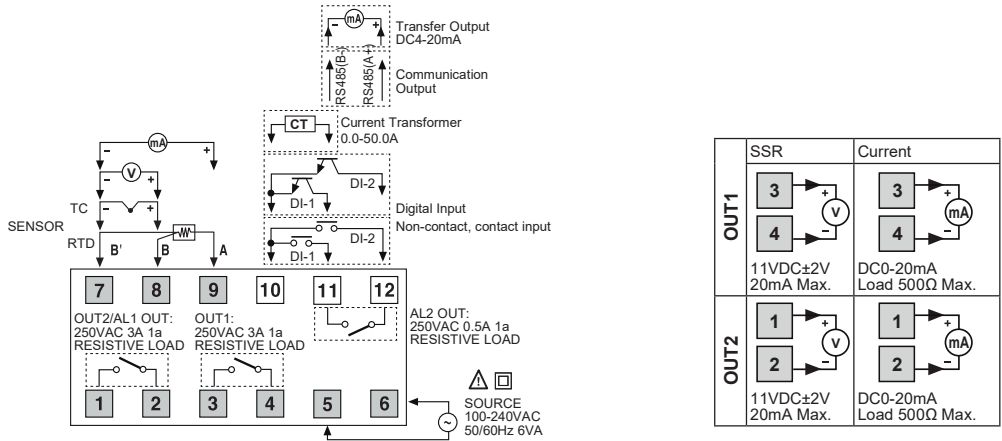 - mA +
Transfer Output
DC4-20mA
RS485(B-)
RS485(A+)
Communication
Output
CT
Current Transformer
0.0-50.0A
DI-2
DI-1
Digital Input
Non-contact, contact input
DI-2
DI-1
- mA +
- V +
TC - +
SENSOR
RTD
B' B A
7 8 9 10 11 12
OUT2/AL1 OUT:
250VAC 3A 1a
RESISTIVE LOAD
OUT1:
250VAC 3A 1a
RESISTIVE LOAD
AL2 OUT:
250VAC 0.5A 1a
RESISTIVE LOAD
1 2 3 4 5 6
SOURCE
100-240VAC
50/60Hz 6VA
SSR Current
OUT1
3 + V
4 -
11VDC±2V
20mA Max.
3 + mA
4 -
DC0-20mA
Load 500Ω Max.
OUT2
1 + V
2 -
11VDC±2V
20mA Max.
1 + mA
2 -
DC0-20mA
Load 500Ω Max.